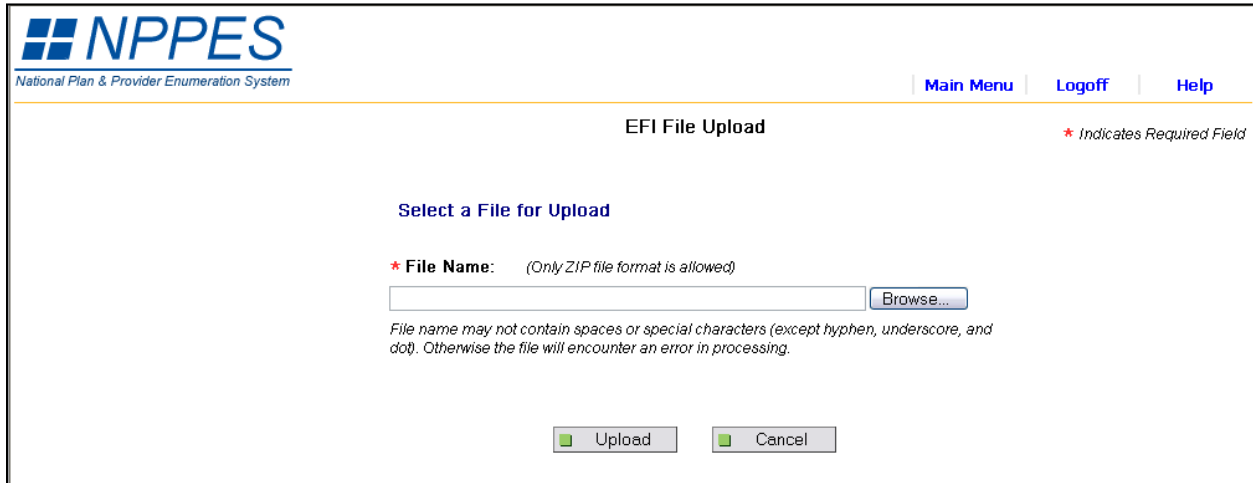 NPPES
National Plan & Provider Enumeration System
Main Menu Logoff Help
EFI File Upload
* Indicates Required Field
Select a File for Upload
* File Name: (Only ZIP file format is allowed)
Browse...
File name may not contain spaces or special characters (except hyphen, underscore, and
dot). Otherwise the file will encounter an error in processing.
Upload Cancel